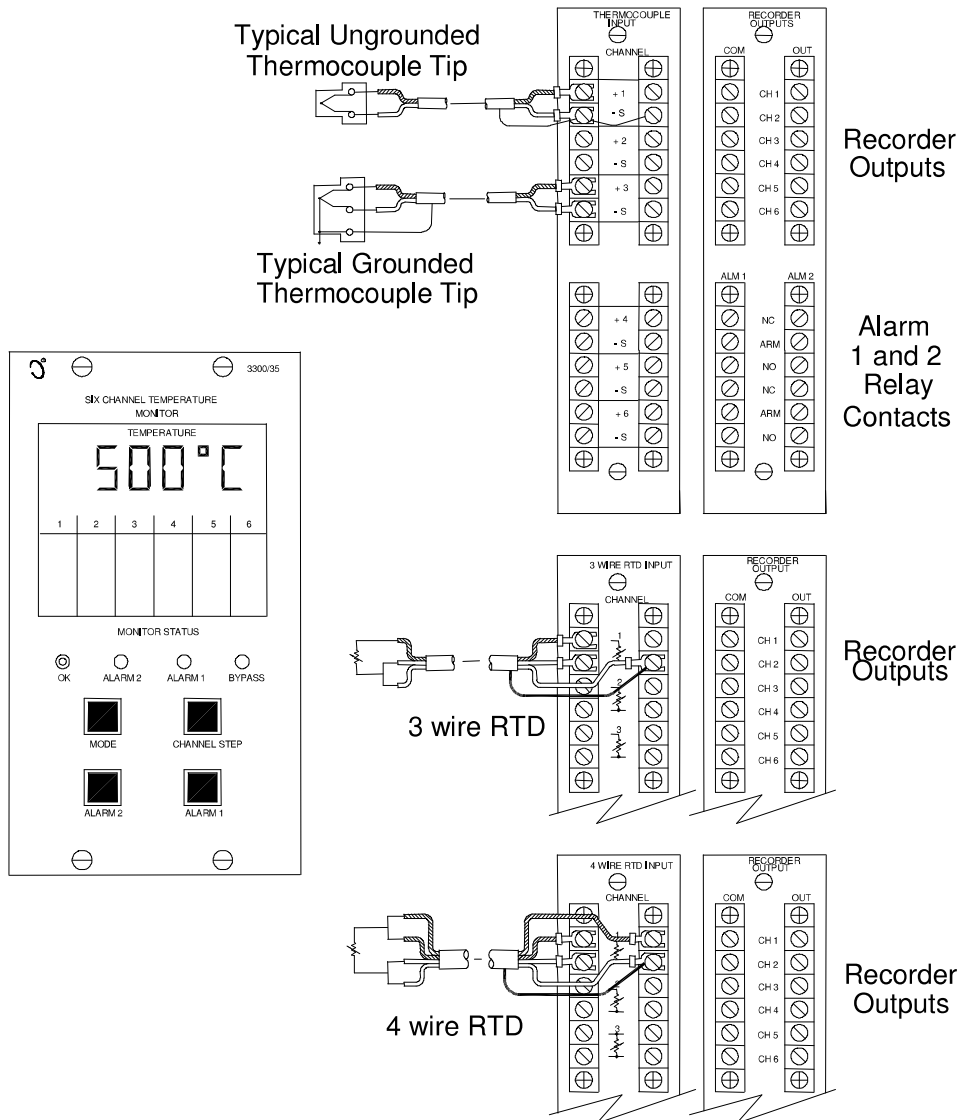 Typical Ungrounded
Thermocouple Tip
Typical Grounded
Thermocouple Tip
THERMOCOUPLE
INPUT
CHANNEL
+ 1
- S
+ 2
- S
+ 3
- S
+ 4
- S
+ 5
- S
+ 6
- S
RECORDER
OUTPUTS
COM OUT
CH 1
CH 2
CH 3
CH 4
CH 5
CH 6
Recorder
Outputs
ALM 1 ALM 2
NC
ARM
NO
NC
ARM
NO
Alarm
1 and 2
Relay
Contacts
3300/35
SIX CHANNEL TEMPERATURE
MONITOR
TEMPERATURE
500°C
1 2 3 4 5 6
MONITOR STATUS
OK ALARM 2 ALARM 1 BYPASS
MODE CHANNEL STEP
ALARM 2 ALARM 1
3 wire RTD
3 WIRE RTD INPUT
CHANNEL
1
2
3
RECORDER
OUTPUT
COM OUT
CH 1
CH 2
CH 3
CH 4
CH 5
CH 6
Recorder
Outputs
4 wire RTD
4 WIRE RTD INPUT
CHANNEL
3
RECORDER
OUTPUT
COM OUT
CH 1
CH 2
CH 3
CH 4
CH 5
CH 6
Recorder
Outputs